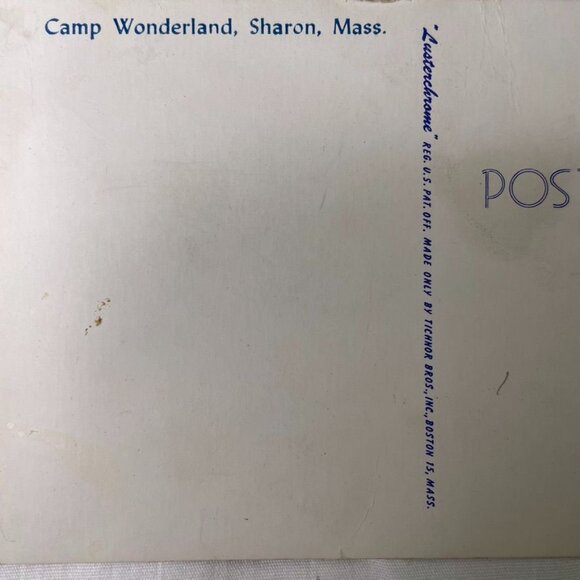 Camp Wonderland, Sharon, Mass.
"Lusterchrome" REG. U.S. PAT. OFF. MADE ONLY BY TICHNOR BROS., INC., BOSTON 15, MASS.
POS